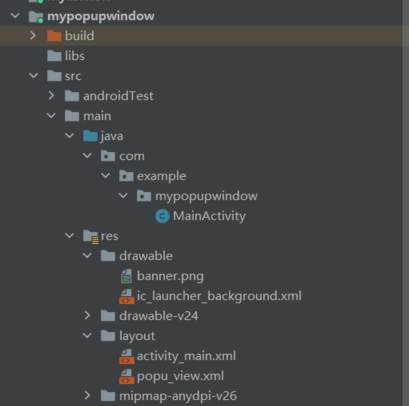 mypopupwindow
build
libs
src
androidTest
main
java
com
example
mypopupwindow
MainActivity
res
drawable
banner.png
ic_launcher_background.xml
drawable-v24
layout
activity_main.xml
popu_view.xml
mipmap-anydpi-v26